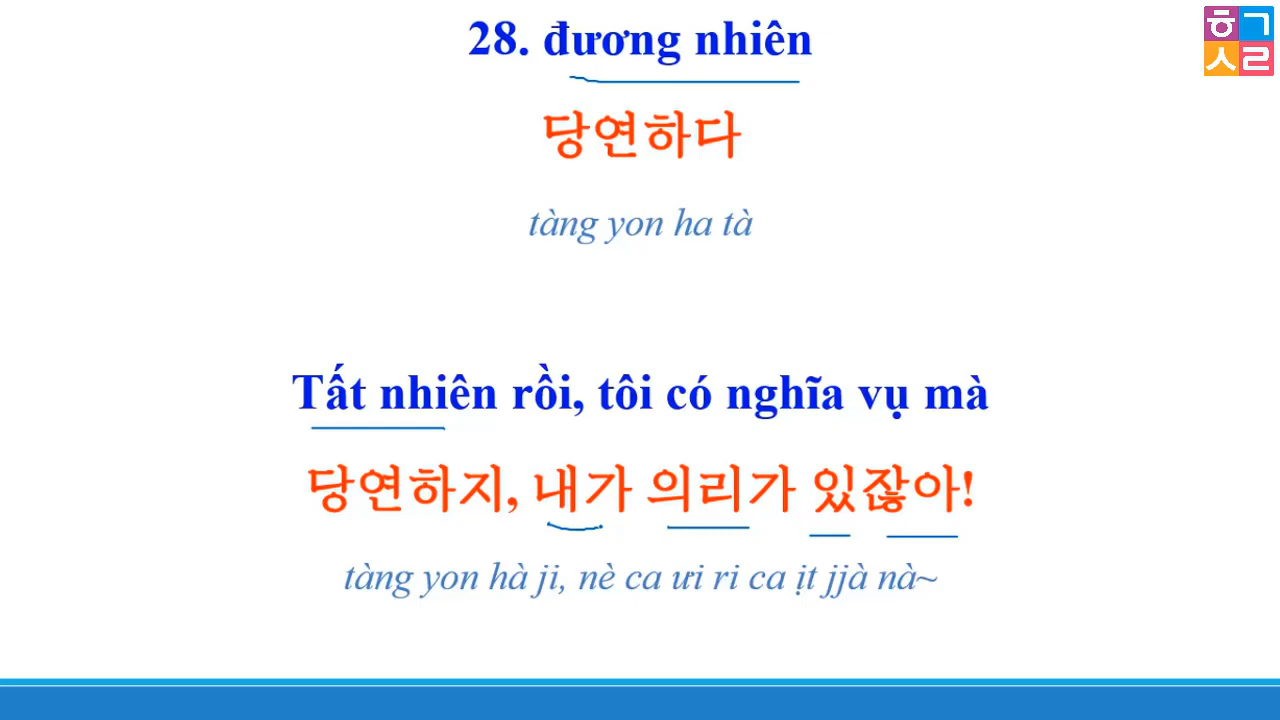 28. đương nhiên
당연하다
tàng yon ha tà
Tất nhiên rồi, tôi có nghĩa vụ mà
당연하지, 내가 의리가 있잖아!
tàng yon hà ji, nè ca ưi ri ca ịt jjà nà~
ㅎㄱ
ㅅㄹ